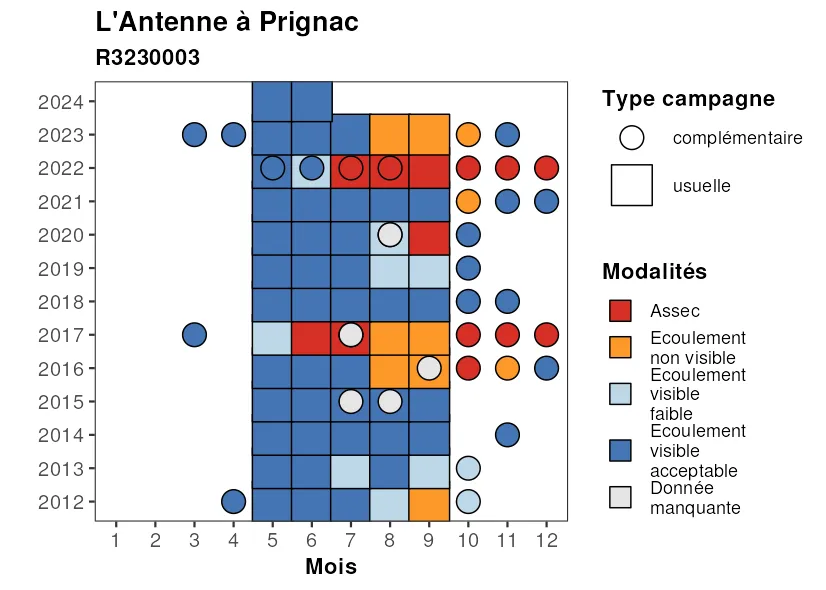 L'Antenne à Prignac
R3230003
2024
2023
2022
2021
2020
2019
2018
2017
2016
2015
2014
2013
2012
1 2 3 4 5 6 7 8 9 10 11 12
Mois
Type campagne
complémentaire
usuelle
Modalités
Assec
Ecoulement
non visible
Ecoulement
visible
faible
Ecoulement
visible
acceptable
Donnée
manquante